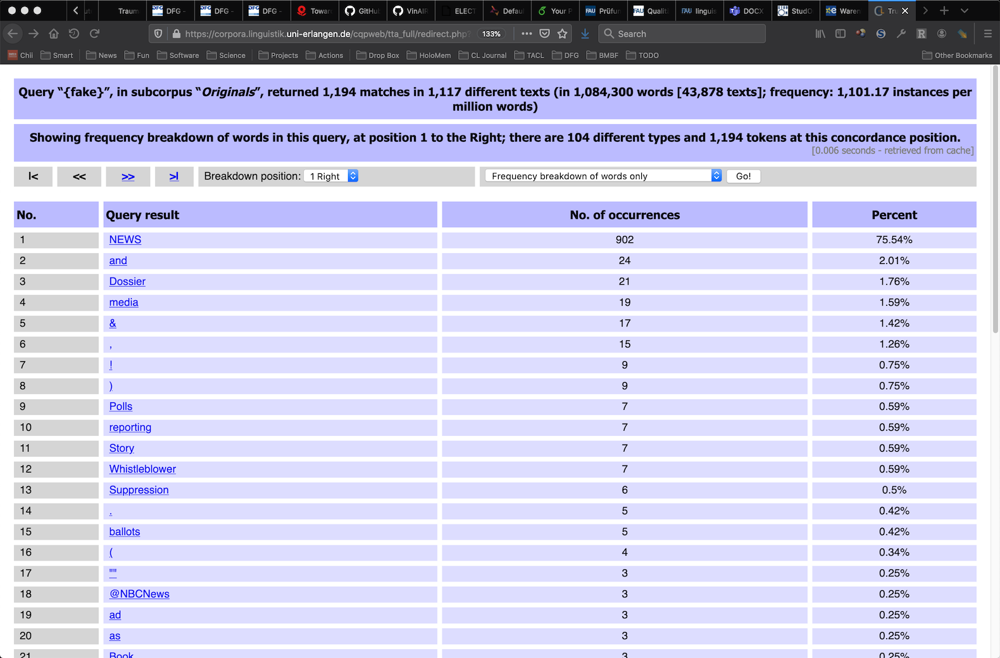 Traum
DFG -
DFG -
DFG -
Towar
GitHu
VinAIR
ELECT
Defau
Your P
Prüfun
Qualit
linguis
DOCX
StudO
Waren
Tru
https://corpora.linguistik.uni-erlangen.de/cqpweb/tta_full/redirect.php?
133%
Search
Chii
Smart
News
Fun
Software
Science
Projects
Actions
Drop Box
HoloMem
CL Journal
TACL
DFG
BMBF
TODO
Other Bookmarks
Query “{fake}”, in subcorpus “Originals”, returned 1,194 matches in 1,117 different texts (in 1,084,300 words [43,878 texts]; frequency: 1,101.17 instances per
million words)
Showing frequency breakdown of words in this query, at position 1 to the Right; there are 104 different types and 1,194 tokens at this concordance position.
[0.006 seconds - retrieved from cache]
|< << >> >| Breakdown position: 1 Right Frequency breakdown of words only Go!
No. Query result No. of occurrences Percent
1 NEWS 902 75.54%
2 and 24 2.01%
3 Dossier 21 1.76%
4 media 19 1.59%
5 & 17 1.42%
6 , 15 1.26%
7 ! 9 0.75%
8 ) 9 0.75%
9 Polls 7 0.59%
10 reporting 7 0.59%
11 Story 7 0.59%
12 Whistleblower 7 0.59%
13 Suppression 6 0.5%
14 . 5 0.42%
15 ballots 5 0.42%
16 ( 4 0.34%
17 "" 3 0.25%
18 @NBCNews 3 0.25%
19 ad 3 0.25%
20 as 3 0.25%
21 Book 3 0.25%